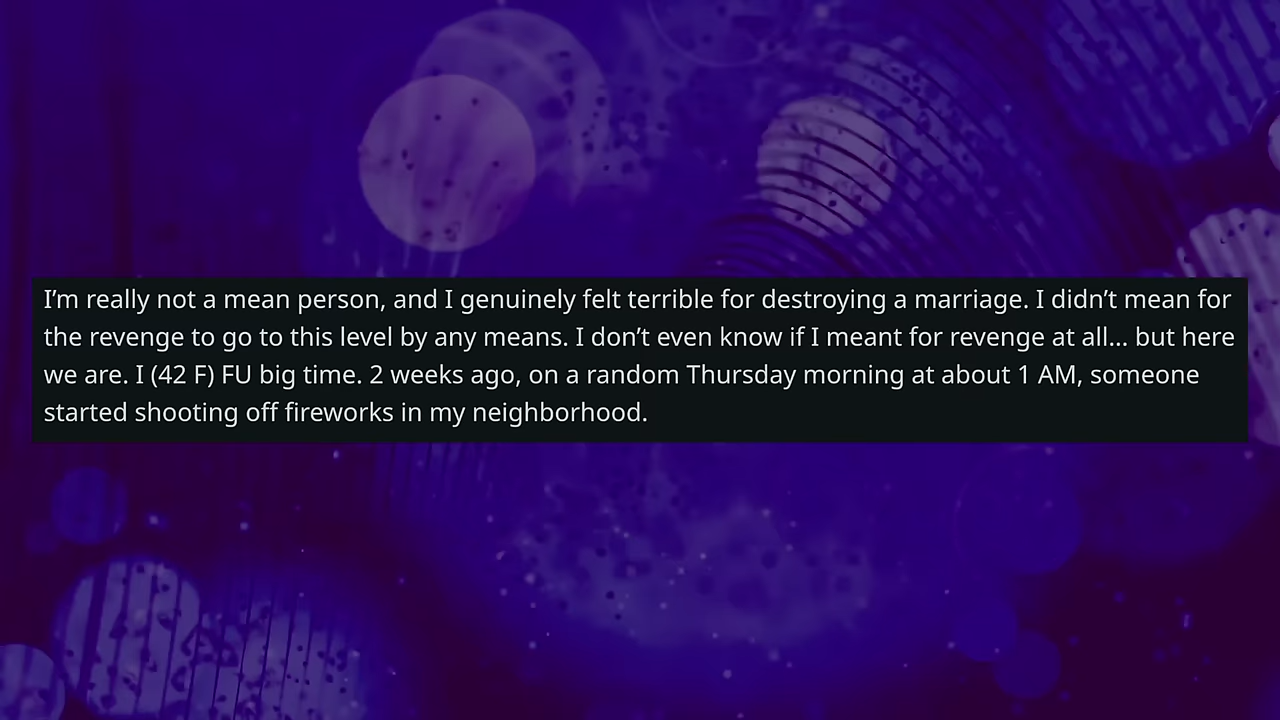 I’m really not a mean person, and I genuinely felt terrible for destroying a marriage. I didn’t mean for
the revenge to go to this level by any means. I don’t even know if I meant for revenge at all... but here
we are. I (42 F) FU big time. 2 weeks ago, on a random Thursday morning at about 1 AM, someone
started shooting off fireworks in my neighborhood.